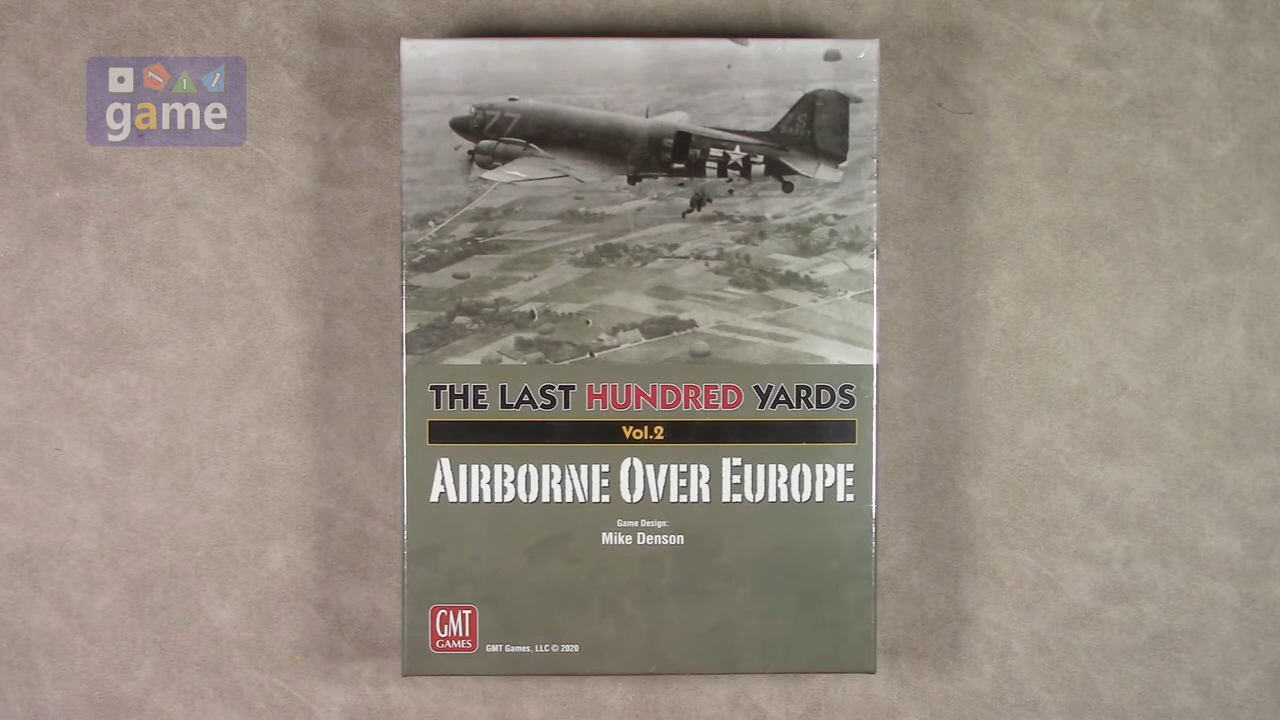 game
77
THE LAST HUNDRED YARDS
Vol.2
AIRBORNE OVER EUROPE
Game Design:
Mike Denson
GMT
GAMES
GMT Games, LLC © 2020